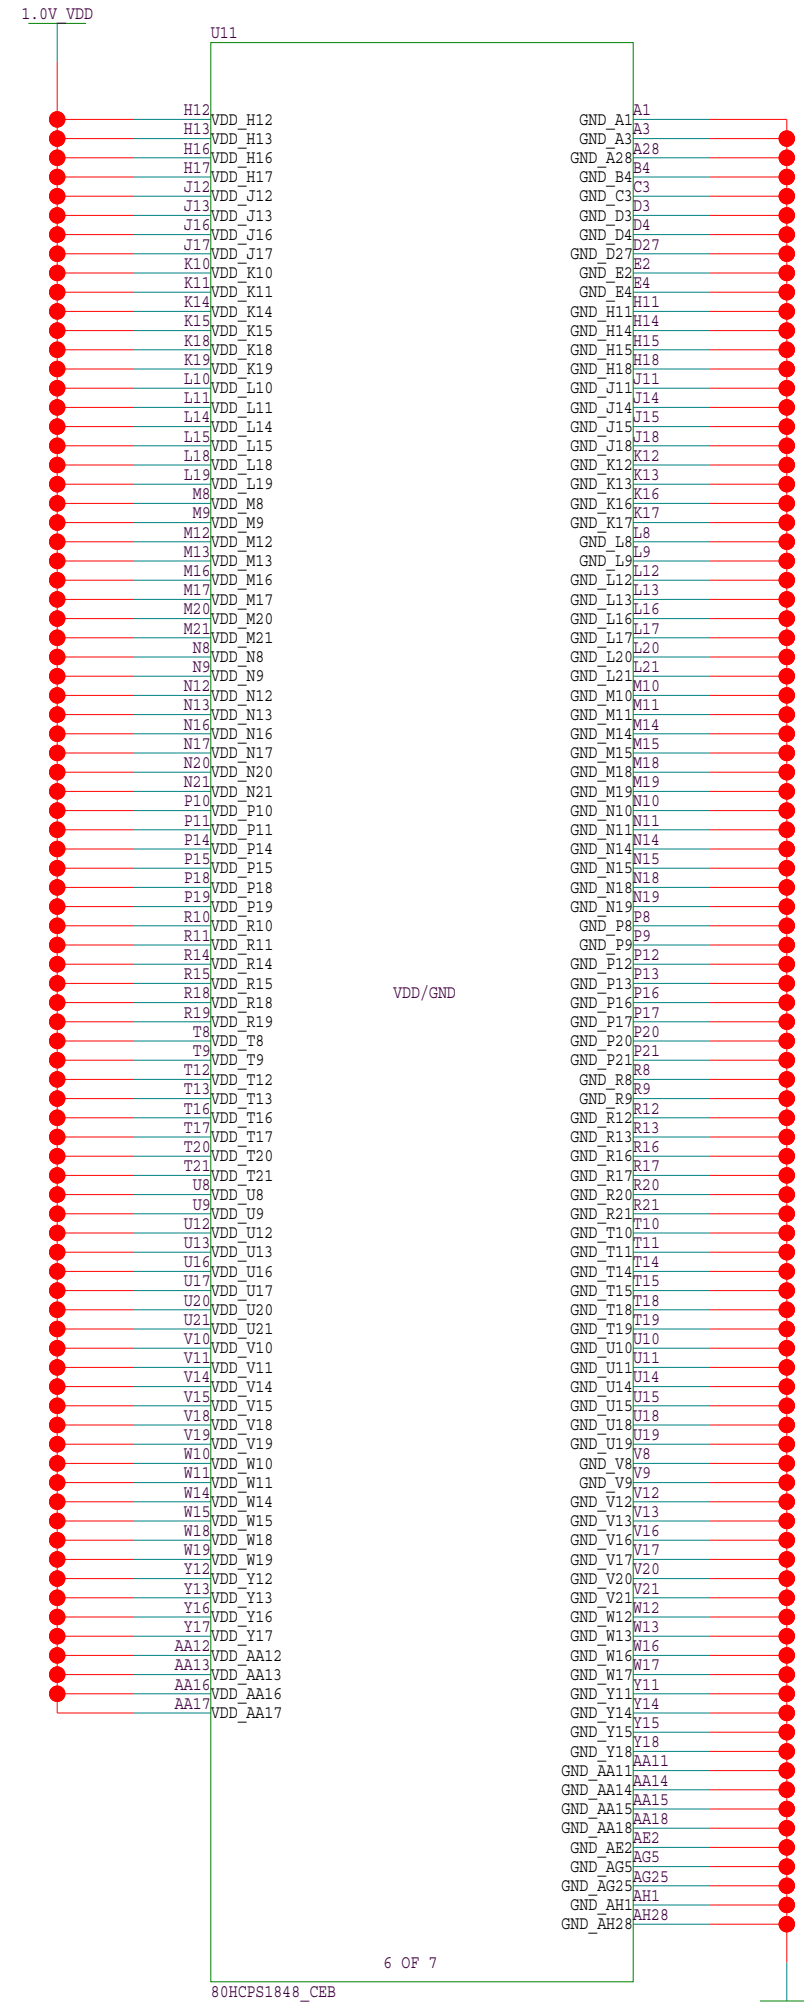 1.0V_VDD
U11
H12 VDD_H12 GND_A1 A1
H13 VDD_H13 GND_A3 A3
H16 VDD_H16 GND_A28 A28
H17 VDD_H17 GND_B4 B4
J12 VDD_J12 GND_C3 C3
J13 VDD_J13 GND_D3 D3
J16 VDD_J16 GND_D4 D4
J17 VDD_J17 GND_D27 D27
K10 VDD_K10 GND_E2 E2
K11 VDD_K11 GND_E4 E4
K14 VDD_K14 GND_H11 H11
K15 VDD_K15 GND_H14 H14
K18 VDD_K18 GND_H15 H15
K19 VDD_K19 GND_H18 H18
L10 VDD_L10 GND_J11 J11
L11 VDD_L11 GND_J14 J14
L14 VDD_L14 GND_J15 J15
L15 VDD_L15 GND_J18 J18
L18 VDD_L18 GND_K12 K12
L19 VDD_L19 GND_K13 K13
M8 VDD_M8 GND_K16 K16
M9 VDD_M9 GND_K17 K17
M12 VDD_M12 GND_L8 L8
M13 VDD_M13 GND_L9 L9
M16 VDD_M16 GND_L12 L12
M17 VDD_M17 GND_L13 L13
M20 VDD_M20 GND_L16 L16
M21 VDD_M21 GND_L17 L17
N8 VDD_N8 GND_L20 L20
N9 VDD_N9 GND_L21 L21
N12 VDD_N12 GND_M10 M10
N13 VDD_N13 GND_M11 M11
N16 VDD_N16 GND_M14 M14
N17 VDD_N17 GND_M15 M15
N20 VDD_N20 GND_M18 M18
N21 VDD_N21 GND_M19 M19
P10 VDD_P10 GND_N10 N10
P11 VDD_P11 GND_N11 N11
P14 VDD_P14 GND_N14 N14
P15 VDD_P15 GND_N15 N15
P18 VDD_P18 GND_N18 N18
P19 VDD_P19 GND_N19 N19
R10 VDD_R10 GND_P8 P8
R11 VDD_R11 GND_P9 P9
R14 VDD_R14 GND_P12 P12
R15 VDD_R15 GND_P13 P13
VDD/GND
R18 VDD_R18 GND_P16 P16
R19 VDD_R19 GND_P17 P17
T8 VDD_T8 GND_P20 P20
T9 VDD_T9 GND_P21 P21
T12 VDD_T12 GND_R8 R8
T13 VDD_T13 GND_R9 R9
T16 VDD_T16 GND_R12 R12
T17 VDD_T17 GND_R13 R13
T20 VDD_T20 GND_R16 R16
T21 VDD_T21 GND_R17 R17
U8 VDD_U8 GND_R20 R20
U9 VDD_U9 GND_R21 R21
U12 VDD_U12 GND_T10 T10
U13 VDD_U13 GND_T11 T11
U16 VDD_U16 GND_T14 T14
U17 VDD_U17 GND_T15 T15
U20 VDD_U20 GND_T18 T18
U21 VDD_U21 GND_T19 T19
V10 VDD_V10 GND_U10 U10
V11 VDD_V11 GND_U11 U11
V14 VDD_V14 GND_U14 U14
V15 VDD_V15 GND_U15 U15
V18 VDD_V18 GND_U18 U18
V19 VDD_V19 GND_U19 U19
W10 VDD_W10 GND_V8 V8
W11 VDD_W11 GND_V9 V9
W14 VDD_W14 GND_V12 V12
W15 VDD_W15 GND_V13 V13
W18 VDD_W18 GND_V16 V16
W19 VDD_W19 GND_V17 V17
Y12 VDD_Y12 GND_V20 V20
Y13 VDD_Y13 GND_V21 V21
Y16 VDD_Y16 GND_W12 W12
Y17 VDD_Y17 GND_W13 W13
AA12 VDD_AA12 GND_W16 W16
AA13 VDD_AA13 GND_W17 W17
AA16 VDD_AA16 GND_Y11 Y11
AA17 VDD_AA17 GND_Y14 Y14
GND_Y15 Y15
GND_Y18 Y18
GND_AA11 AA11
GND_AA14 AA14
GND_AA15 AA15
GND_AA18 AA18
GND_AE2 AE2
GND_AG5 AG5
GND_AG25 AG25
GND_AH1 AH1
GND_AH28 AH28
6 OF 7
80HCPS1848_CEB